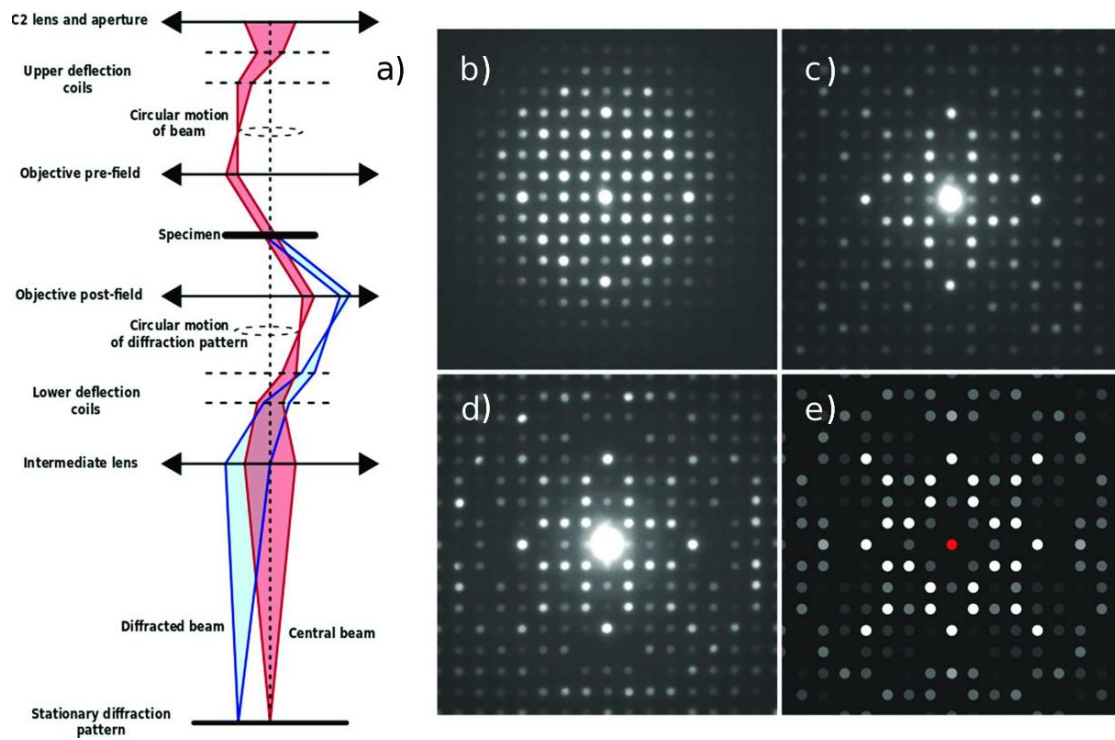 C2 lens and aperture
a)
Upper deflection
coils
Circular motion
of beam
Objective pre-field
Specimen
Objective post-field
Circular motion
of diffraction pattern
Lower deflection
coils
Intermediate lens
Diffracted beam
Central beam
Stationary diffraction
pattern
b)
c)
d)
e)